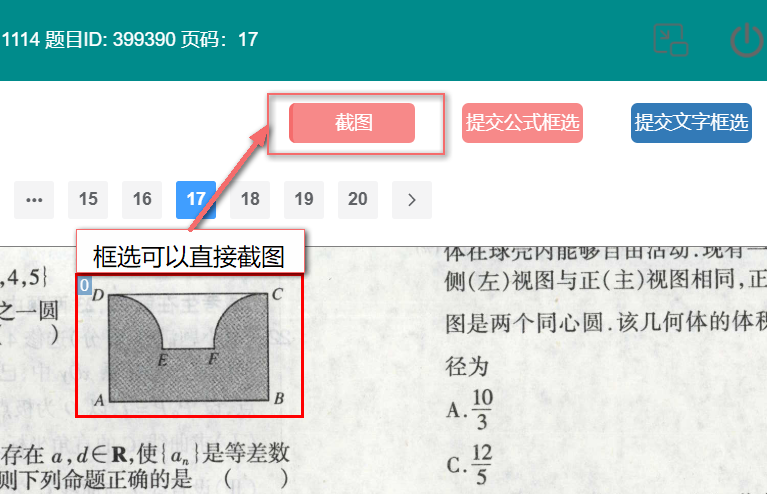 1114 题目ID: 399390 页码：17
截图
提交公式框选
提交文字框选
... 15 16 17 18 19 20 >
框选可以直接截图
,4,5}
之一圆
)
0
D C
E F
A B
存在 a,d∈R,使{aₙ}是等差数
则下列命题正确的是 ( )
体在球壳内能够自由活动.现有一
侧(左)视图与正(主)视图相同,正
图是两个同心圆.该几何体的体积
径为
A. 10/3
C. 12/5